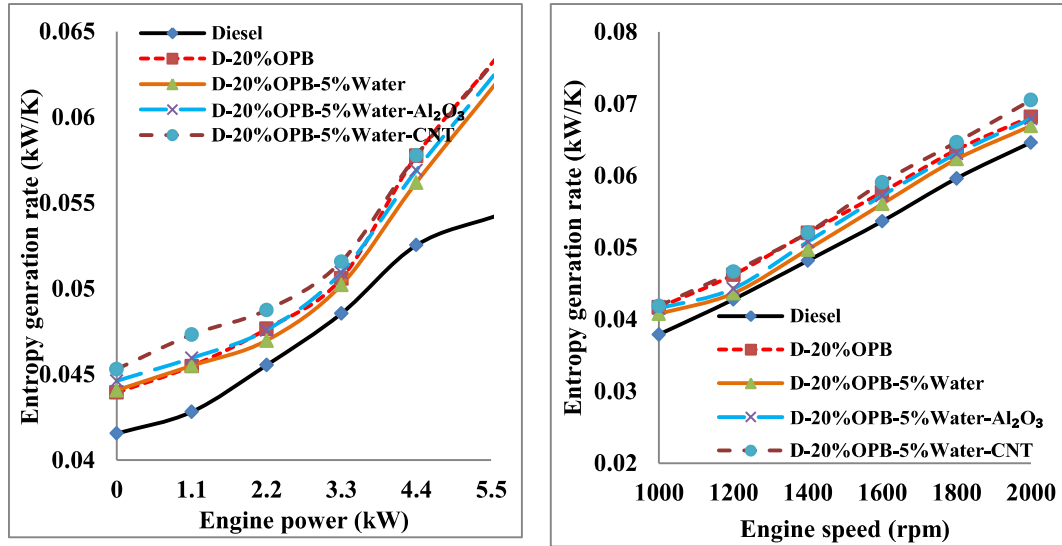 Entropy genration rate (kW/K)
0.065
0.06
0.055
0.05
0.045
0.04
Diesel
D-20%OPB
D-20%OPB-5%Water
D-20%OPB-5%Water-Al₂O₃
D-20%OPB-5%Water-CNT
0 1.1 2.2 3.3 4.4 5.5
Engine power (kW)
Entropy genration rate (kW/K)
0.08
0.07
0.06
0.05
0.04
0.03
0.02
Diesel
D-20%OPB
D-20%OPB-5%Water
D-20%OPB-5%Water-Al₂O₃
D-20%OPB-5%Water-CNT
1000 1200 1400 1600 1800 2000
Engine speed (rpm)